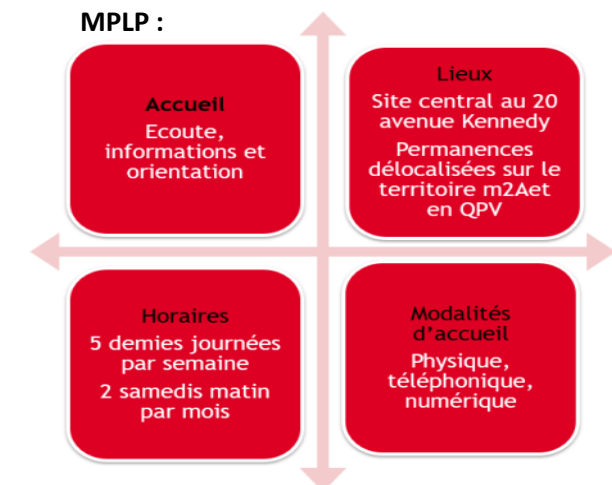 MPLP :
Accueil
Ecoute,
informations et
orientation
Lieux
Site central au 20
avenue Kennedy
Permanences
délocalisées sur le
territoire m2Aet
en QPV
Horaires
5 demies journées
par semaine
2 samedis matin
par mois
Modalités
d'accueil
Physique,
téléphonique,
numérique